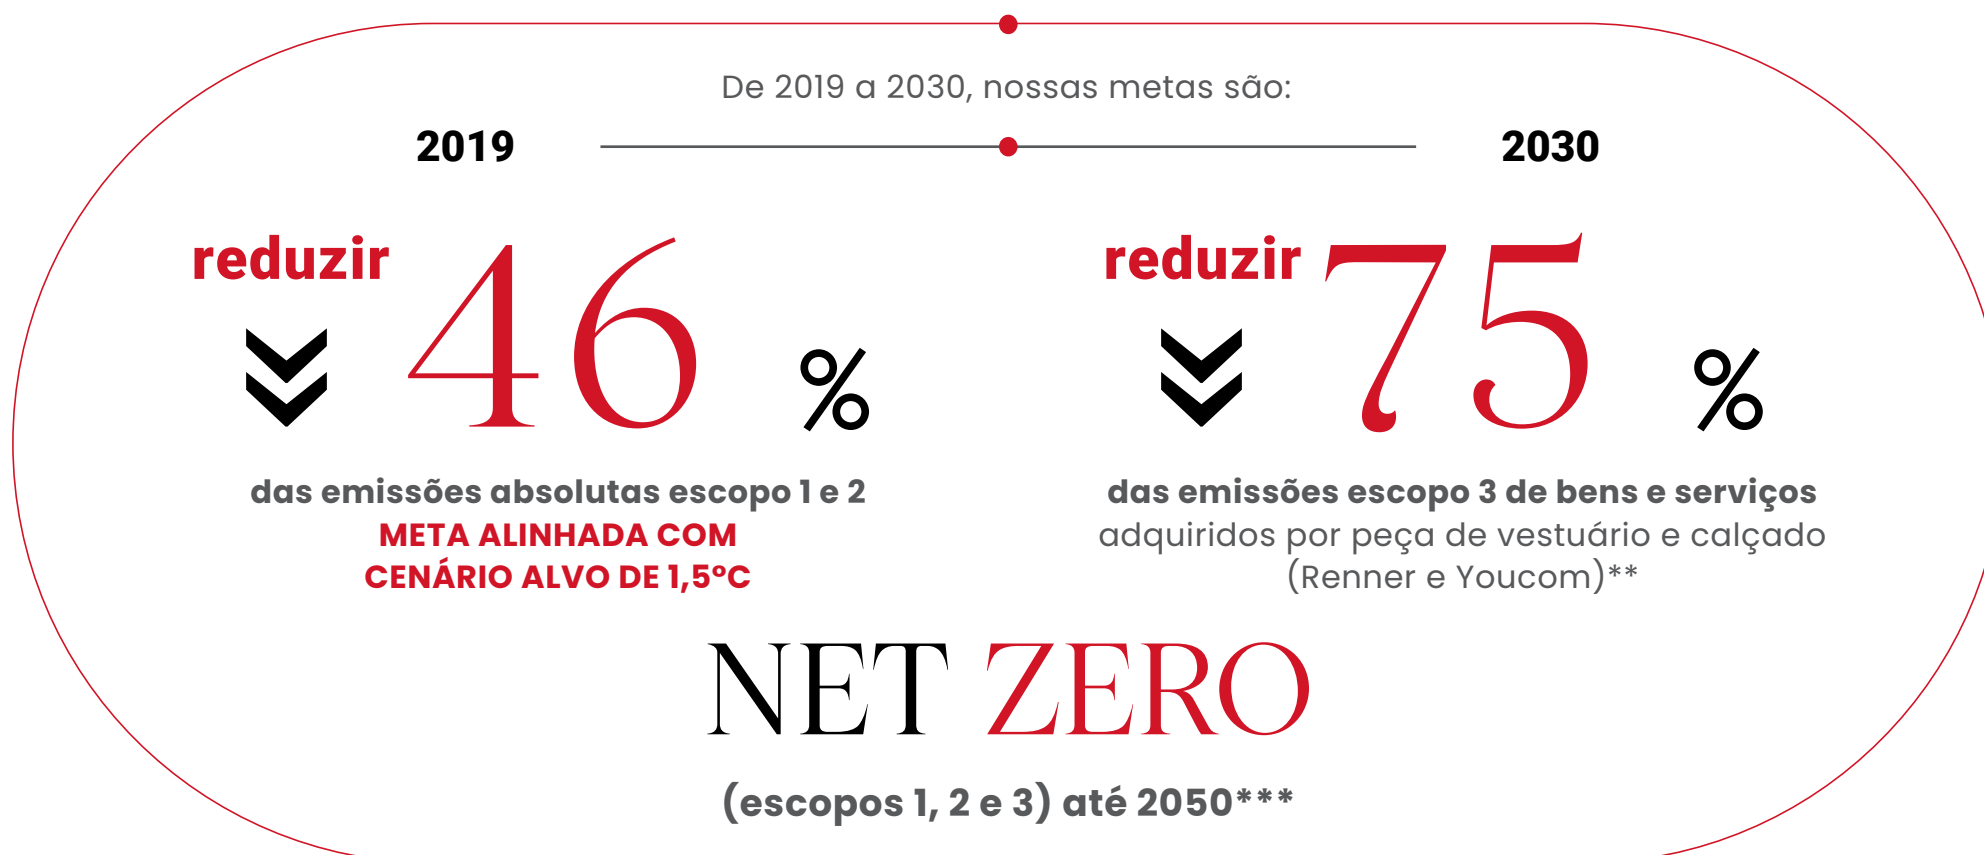 De 2019 a 2030, nossas metas são:
2019 2030
reduzir 46 %
das emissões absolutas escopo 1 e 2
META ALINHADA COM
CENÁRIO ALVO DE 1,5°C
reduzir 75 %
das emissões escopo 3 de bens e serviços
adquiridos por peça de vestuário e calçado
(Renner e Youcom)**
NET ZERO
(escopos 1, 2 e 3) até 2050***